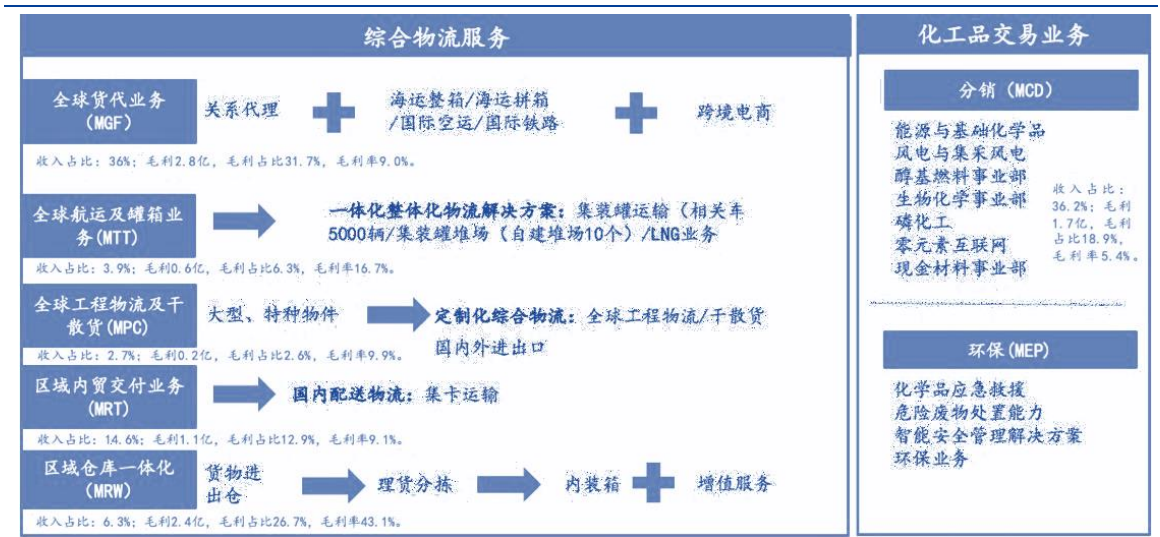 综合物流服务
全球货代业务
(MGF)
关系代理
海运整箱/海运拼箱
/国际空运/国际铁路
跨境电商
收入占比：36%；毛利2.8亿，毛利占比31.7%，毛利率9.0%。
全球航运及罐箱业
务(MTT)
一体化整体化物流解决方案：集装罐运输（相关车
5000辆/集装罐堆场（自建堆场10个）/LNG业务
收入占比：3.9%；毛利0.6亿，毛利占比6.3%，毛利率16.7%。
全球工程物流及干
散货(MPC)
大型、特种物件
定制化综合物流：全球工程物流/干散货
国内外进出口
收入占比：2.7%；毛利0.2亿，毛利占比2.6%，毛利率9.9%。
区域内贸交付业务
(MRT)
国内配送物流：集卡运输
收入占比：14.6%；毛利1.1亿，毛利占比12.9%，毛利率9.1%。
区域仓库一体化
(MRW)
货物进
出仓
理货分拣
内装箱
增值服务
收入占比：6.3%；毛利2.4亿，毛利占比26.7%，毛利率43.1%。
化工品交易业务
分销 (MCD)
能源与基础化学品
风电与集采风电
醇基燃料事业部
生物化学事业部
磷化工
零元素互联网
现金材料事业部
收入占比：
36.2%；毛利
1.7亿，毛利
占比18.9%，
毛利率5.4%。
环保(MEP)
化学品应急救援
危险废物处置能力
智能安全管理解决方案
环保业务